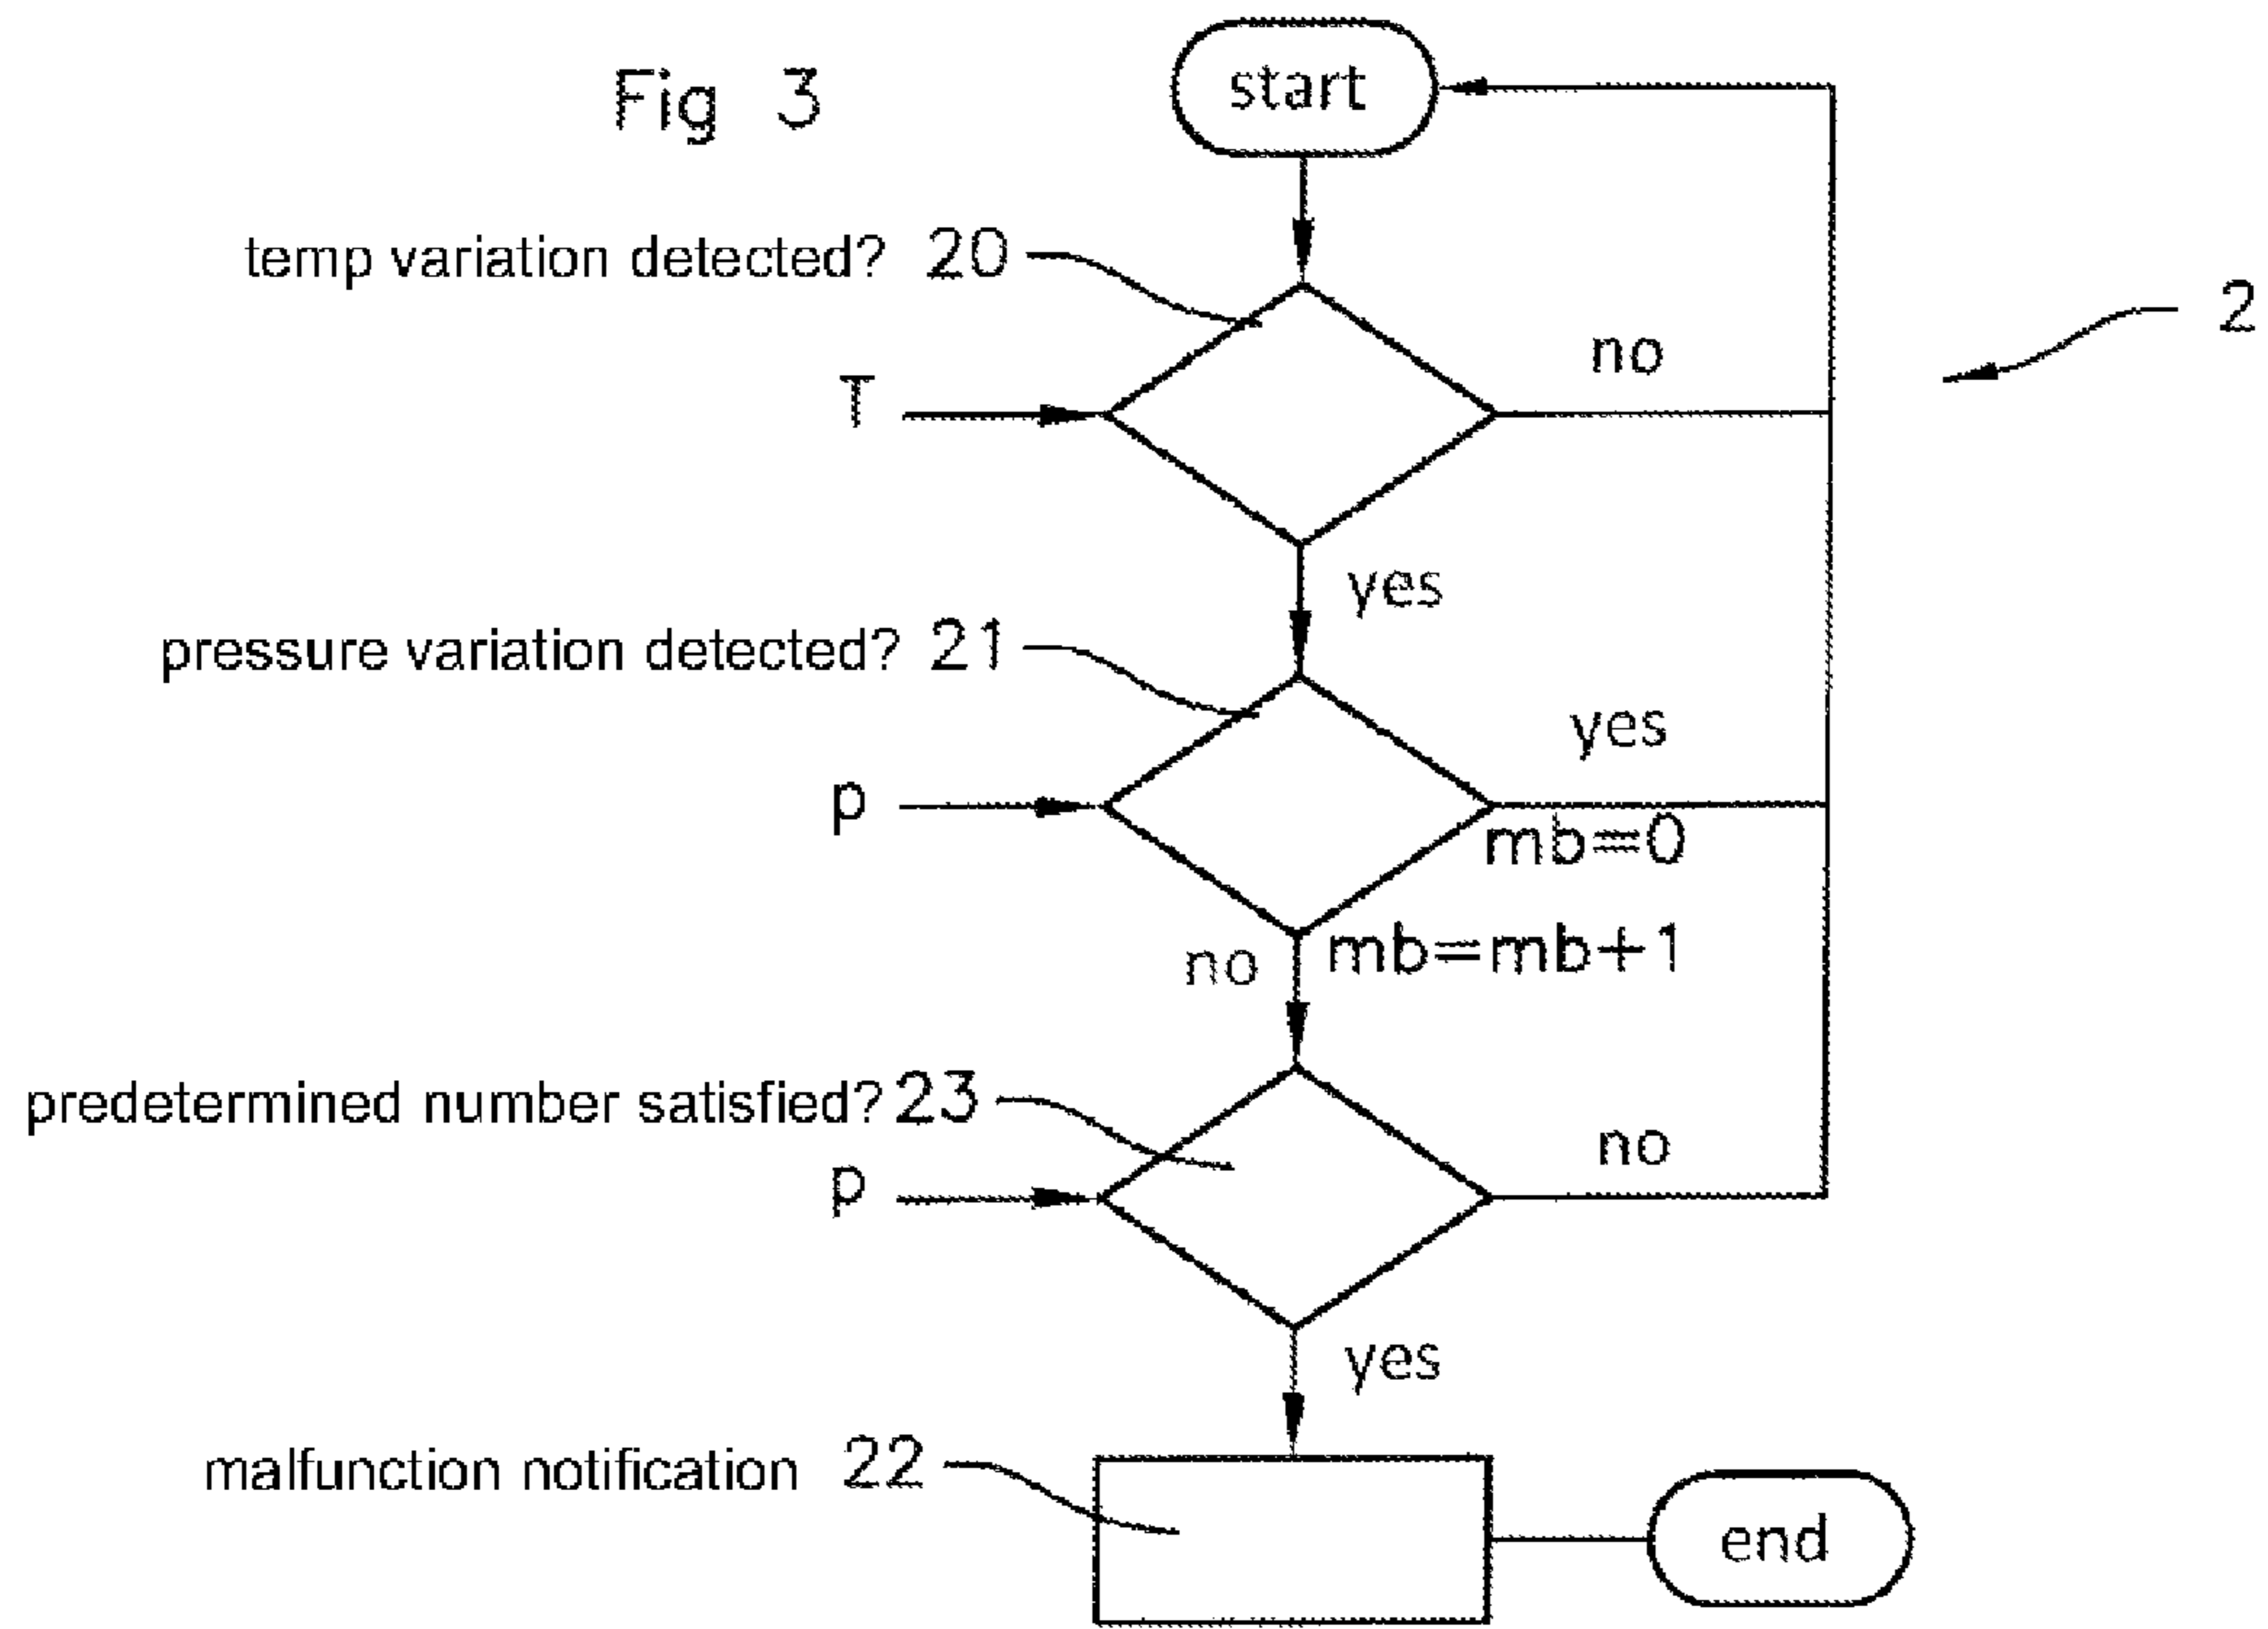 Fig 3
start
temp variation detected? 20
2
no
T
yes
pressure variation detected? 21
yes
p
mb=0
no
mb=mb+1
predetermined number satisfied? 23
no
p
yes
malfunction notification 22
end